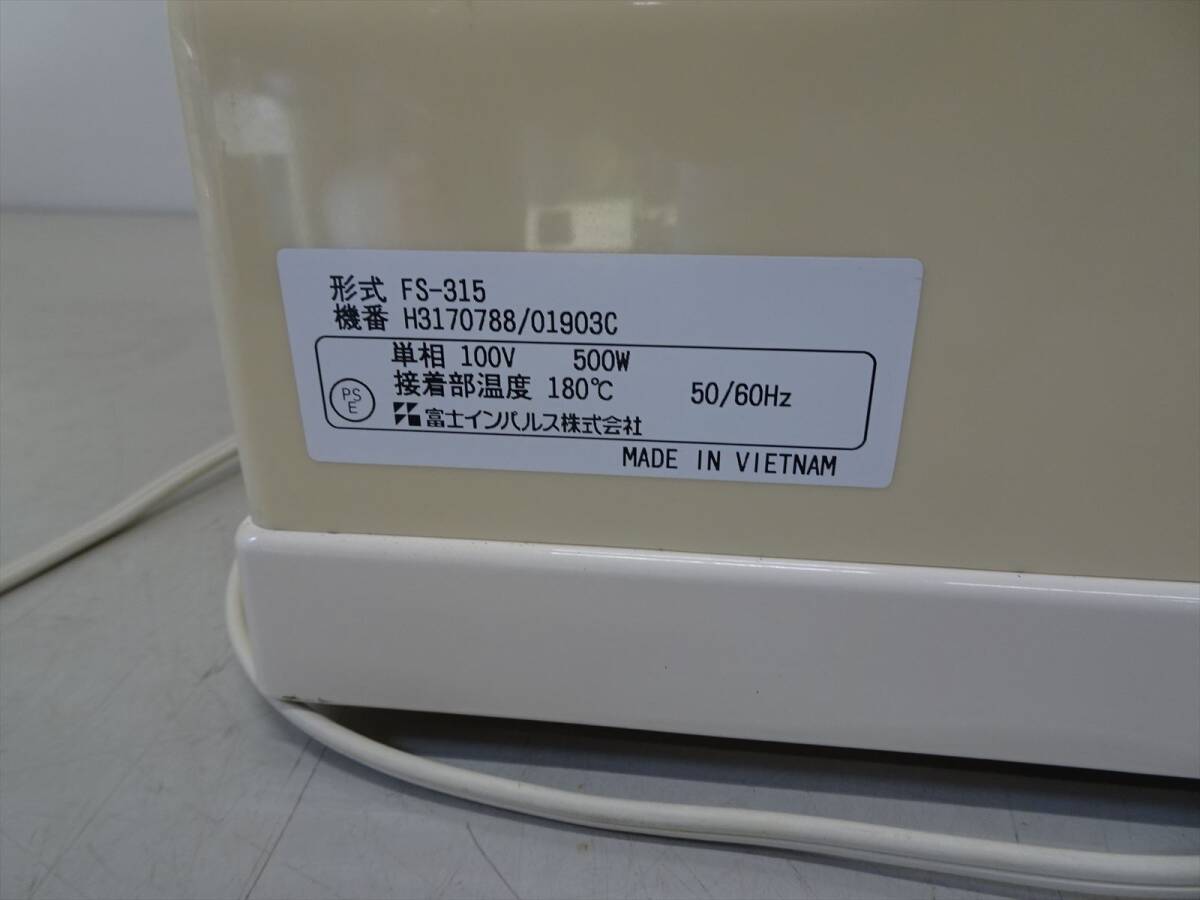 形式 FS-315
機番 H3170788/01903C
単相 100V 500W
接着部温度 180℃ 50/60Hz
PS
E
富士インパルス株式会社
MADE IN VIETNAM